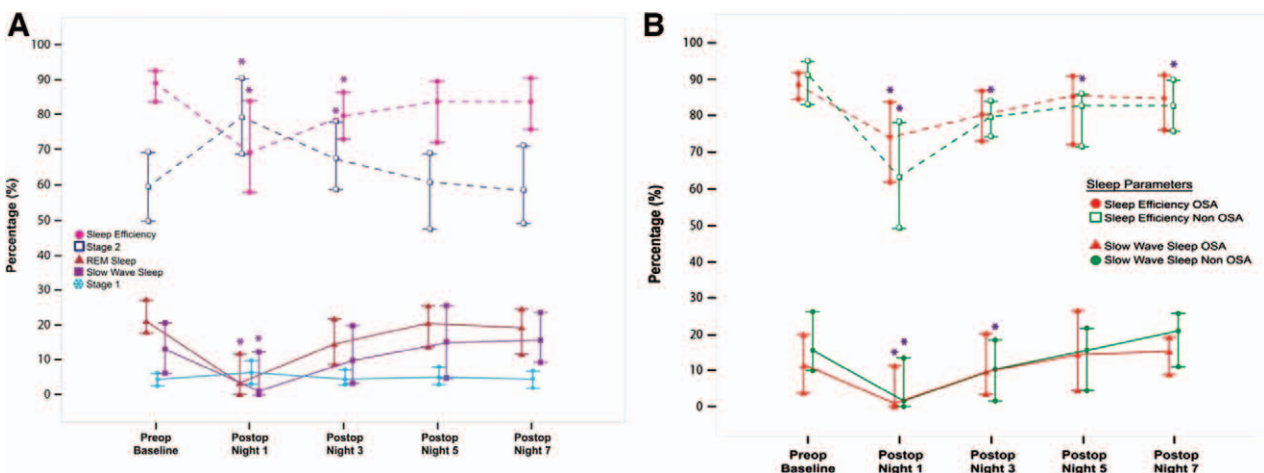 A
100
90
80
70
60
50
40
30
20
10
0
Percentage (%)
Sleep Efficiency
Stage 2
REM Sleep
Slow Wave Sleep
Stage 1
Preop Baseline
Postop Night 1
Postop Night 3
Postop Night 5
Postop Night 7
B
100
90
80
70
60
50
40
30
20
10
0
Percentage (%)
Sleep Parameters
Sleep Efficiency OSA
Sleep Efficiency Non OSA
Slow Wave Sleep OSA
Slow Wave Sleep Non OSA
Preop Baseline
Postop Night 1
Postop Night 3
Postop Night 5
Postop Night 7